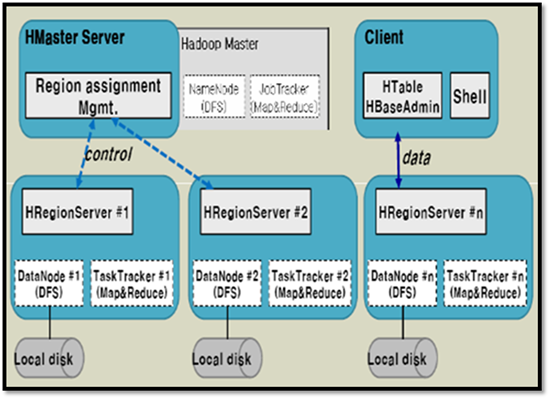 HMaster Server
Region assignment
Mgmt.
Hadoop Master
NameNode
(DFS)
JobTracker
(Map&Reduce)
Client
HTable
HBaseAdmin
Shell
control
data
HRegionServer #1
DataNode #1
(DFS)
TaskTracker #1
(Map&Reduce)
Local disk
HRegionServer #2
DataNode #2
(DFS)
TaskTracker #2
(Map&Reduce)
Local disk
HRegionServer #n
DataNode #n
(DFS)
TaskTracker #n
(Map&Reduce)
Local disk